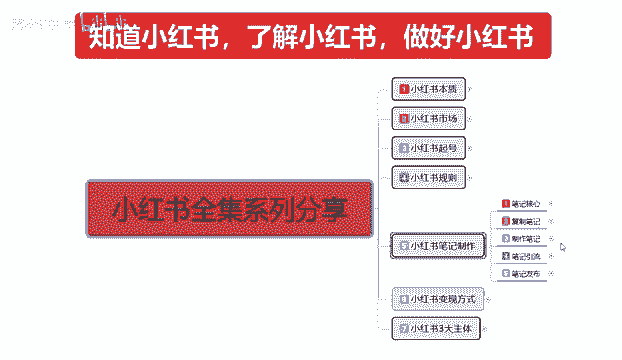 知道小红书，了解小红书，做好小红书
小红书全集系列分享
1 小红书本质
2 小红书市场
3 小红书起号
4 小红书规则
5 小红书笔记制作
1 笔记核心
2 复制笔记
3 制作笔记
4 笔记引流
5 笔记发布
6 小红书变现方式
7 小红书3大主体